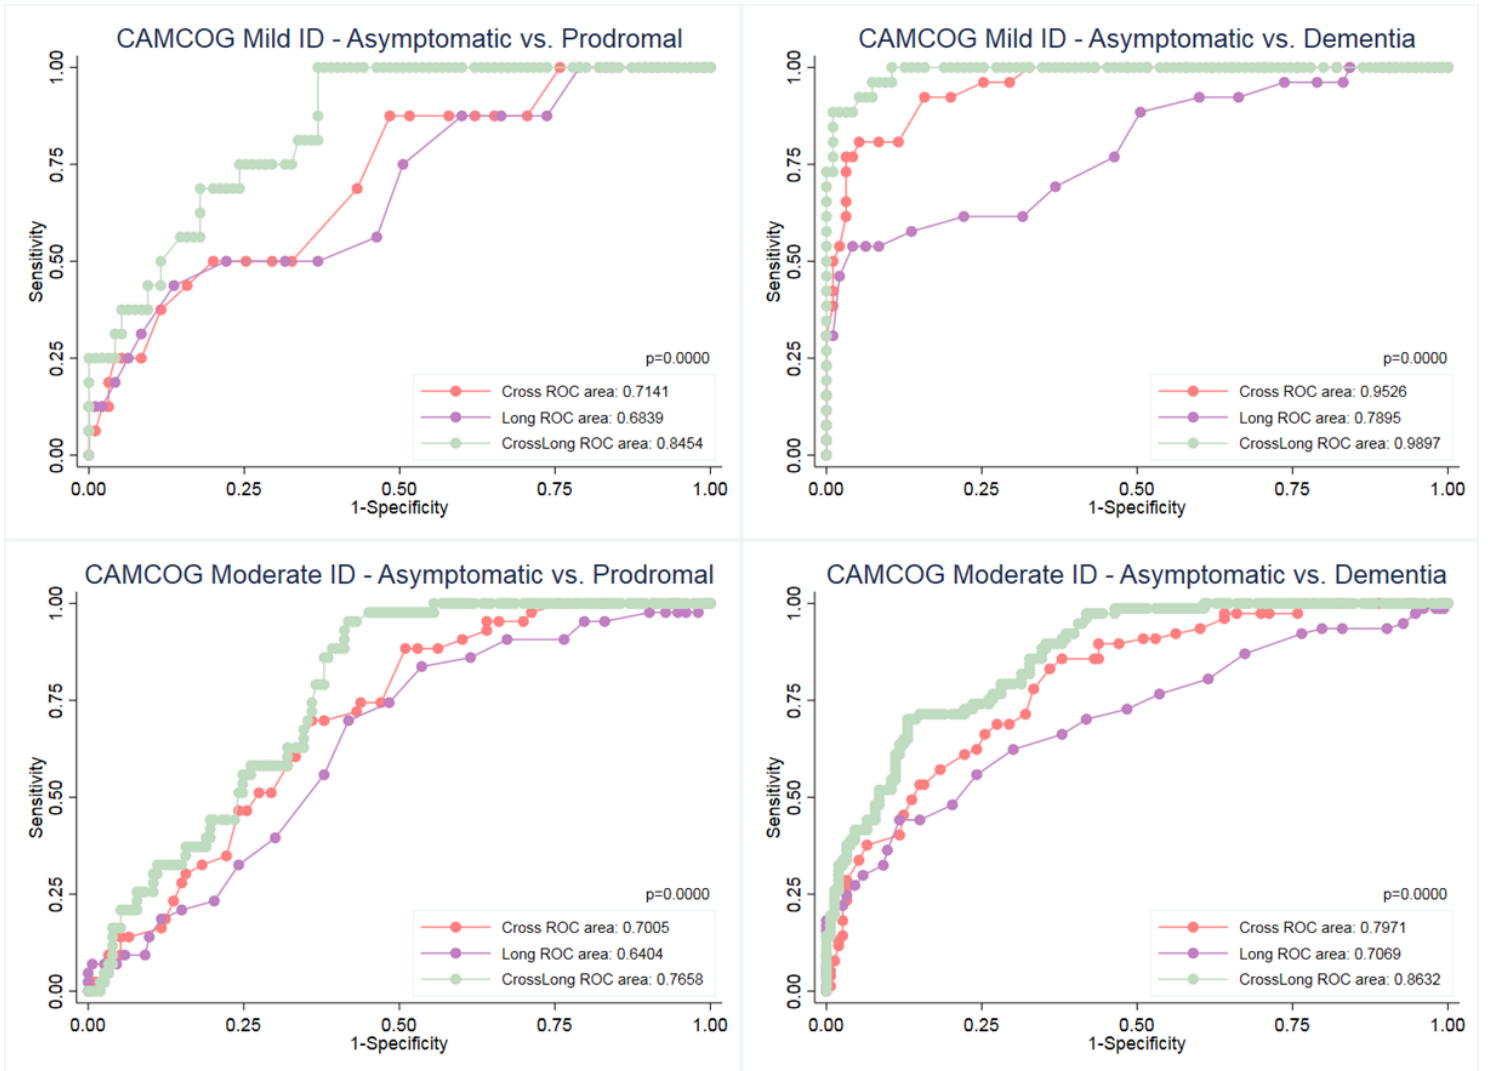 CAMCOG Mild ID - Asymptomatic vs. Prodromal
1.00
0.75
0.50
0.25
0.00
Sensitivity
p=0.0000
Cross ROC area: 0.7141
Long ROC area: 0.6839
CrossLong ROC area: 0.8454
0.00 0.25 0.50 0.75 1.00
1-Specificity
CAMCOG Mild ID - Asymptomatic vs. Dementia
1.00
0.75
0.50
0.25
0.00
Sensitivity
p=0.0000
Cross ROC area: 0.9526
Long ROC area: 0.7895
CrossLong ROC area: 0.9897
0.00 0.25 0.50 0.75 1.00
1-Specificity
CAMCOG Moderate ID - Asymptomatic vs. Prodromal
1.00
0.75
0.50
0.25
0.00
Sensitivity
p=0.0000
Cross ROC area: 0.7005
Long ROC area: 0.6404
CrossLong ROC area: 0.7658
0.00 0.25 0.50 0.75 1.00
1-Specificity
CAMCOG Moderate ID - Asymptomatic vs. Dementia
1.00
0.75
0.50
0.25
0.00
Sensitivity
p=0.0000
Cross ROC area: 0.7971
Long ROC area: 0.7069
CrossLong ROC area: 0.8632
0.00 0.25 0.50 0.75 1.00
1-Specificity